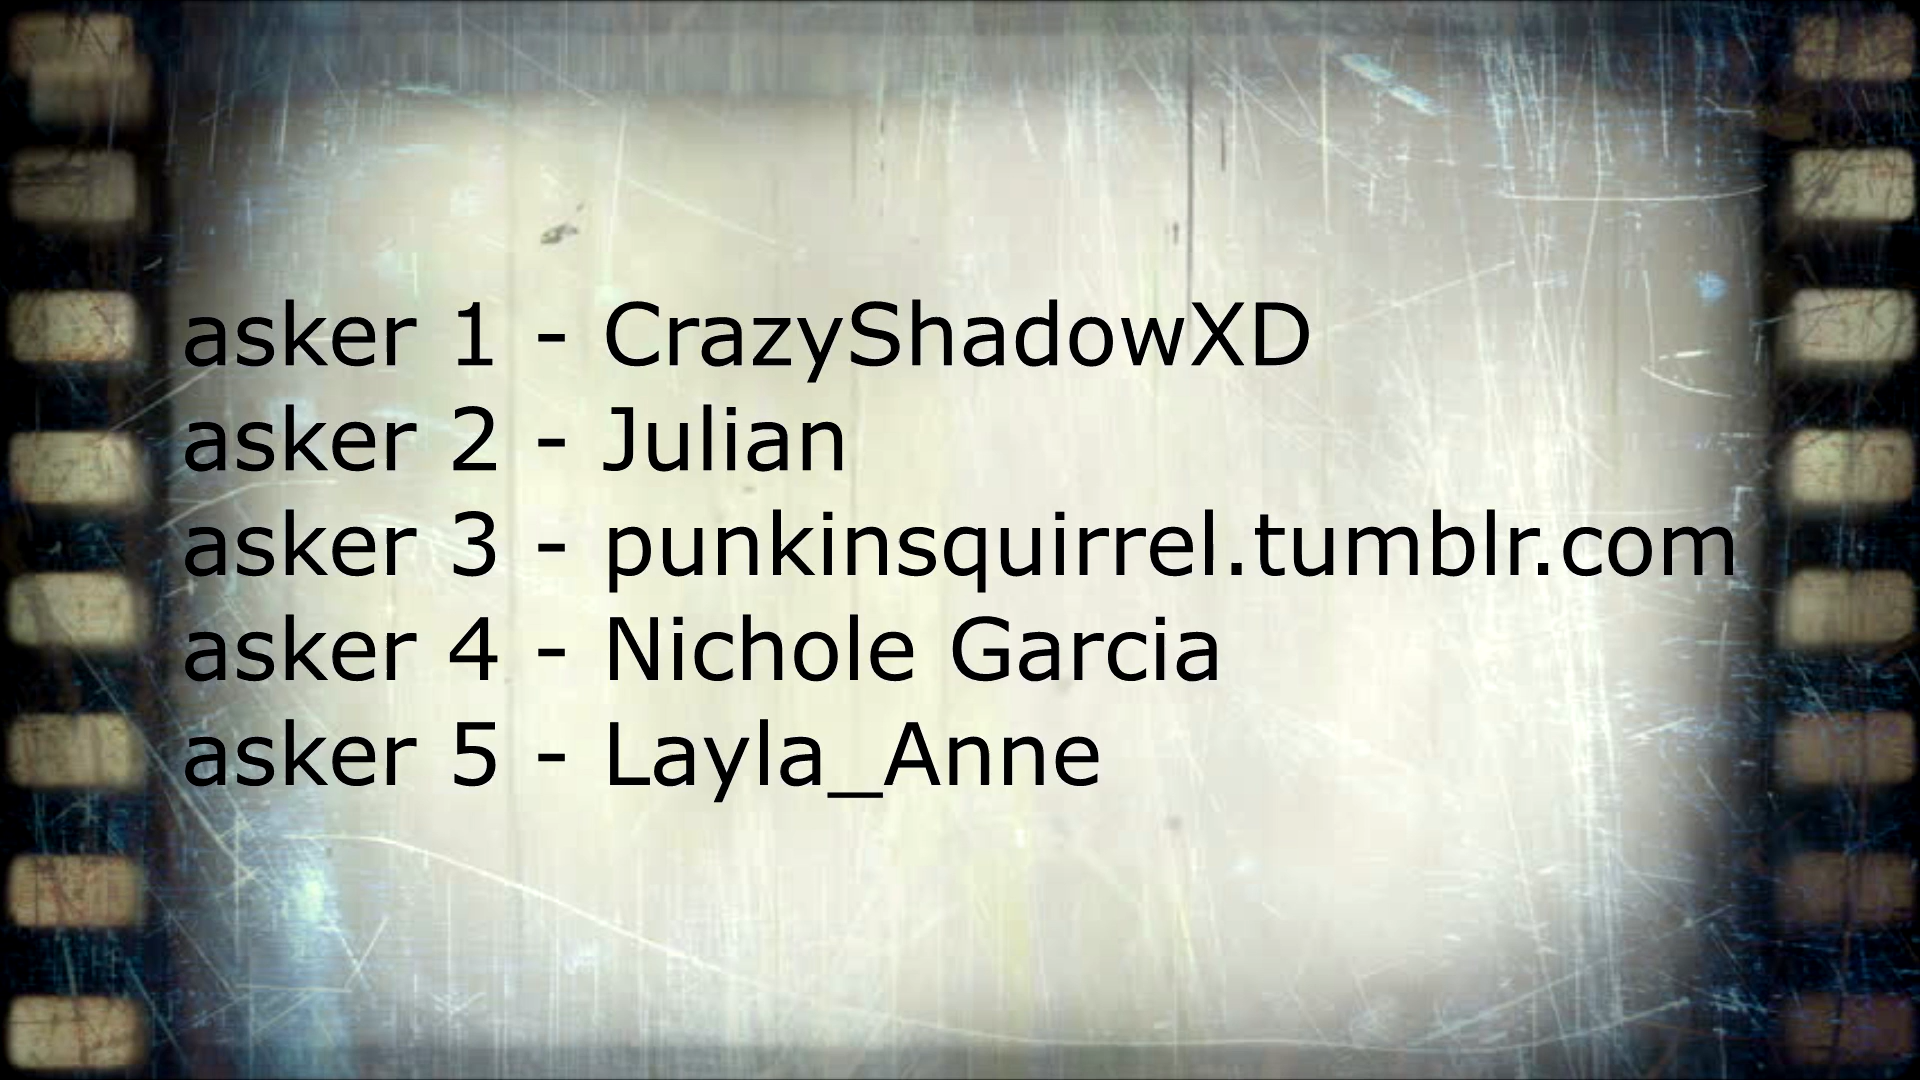 asker 1 - CrazyShadowXD
asker 2 - Julian
asker 3 - punkinsquirrel.tumblr.com
asker 4 - Nichole Garcia
asker 5 - Layla_Anne